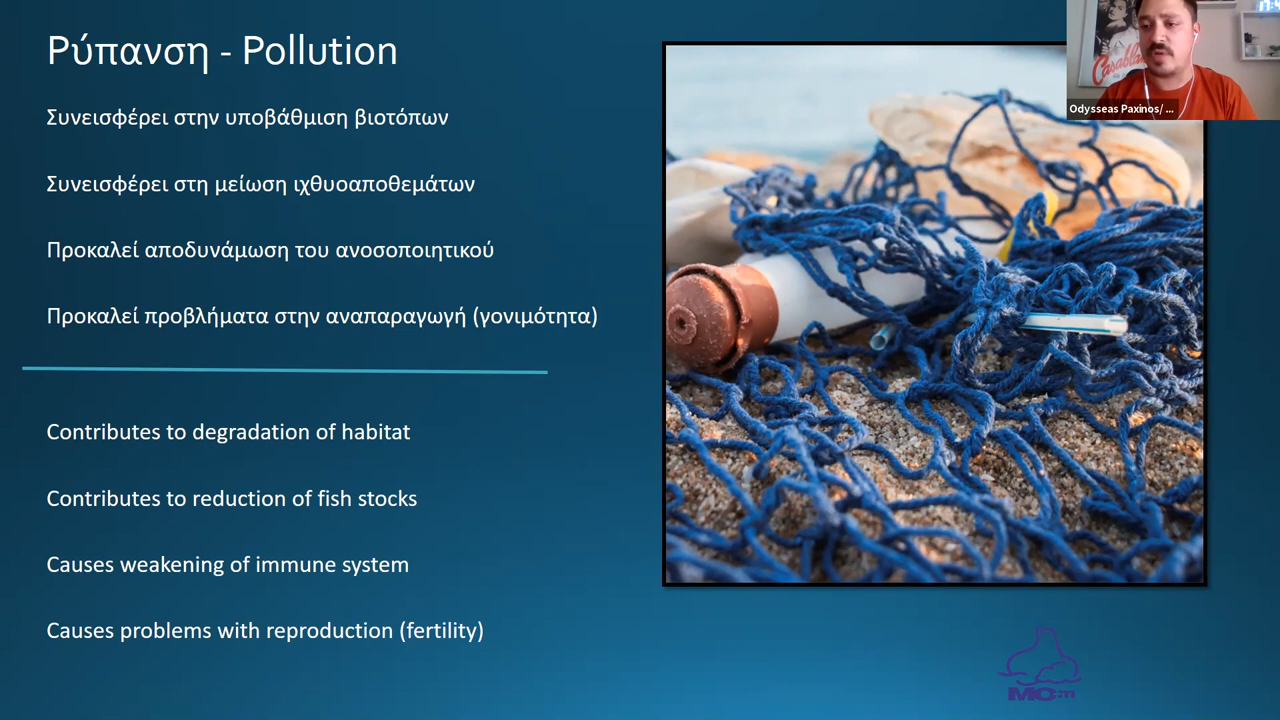 Ρύπανση - Pollution
Συνεισφέρει στην υποβάθμιση βιοτόπων
Συνεισφέρει στη μείωση ιχθυοαποθεμάτων
Προκαλεί αποδυνάμωση του ανοσοποιητικού
Προκαλεί προβλήματα στην αναπαραγωγή (γονιμότητα)
Contributes to degradation of habitat
Contributes to reduction of fish stocks
Causes weakening of immune system
Causes problems with reproduction (fertility)
Odysseas Paxinos/ ...